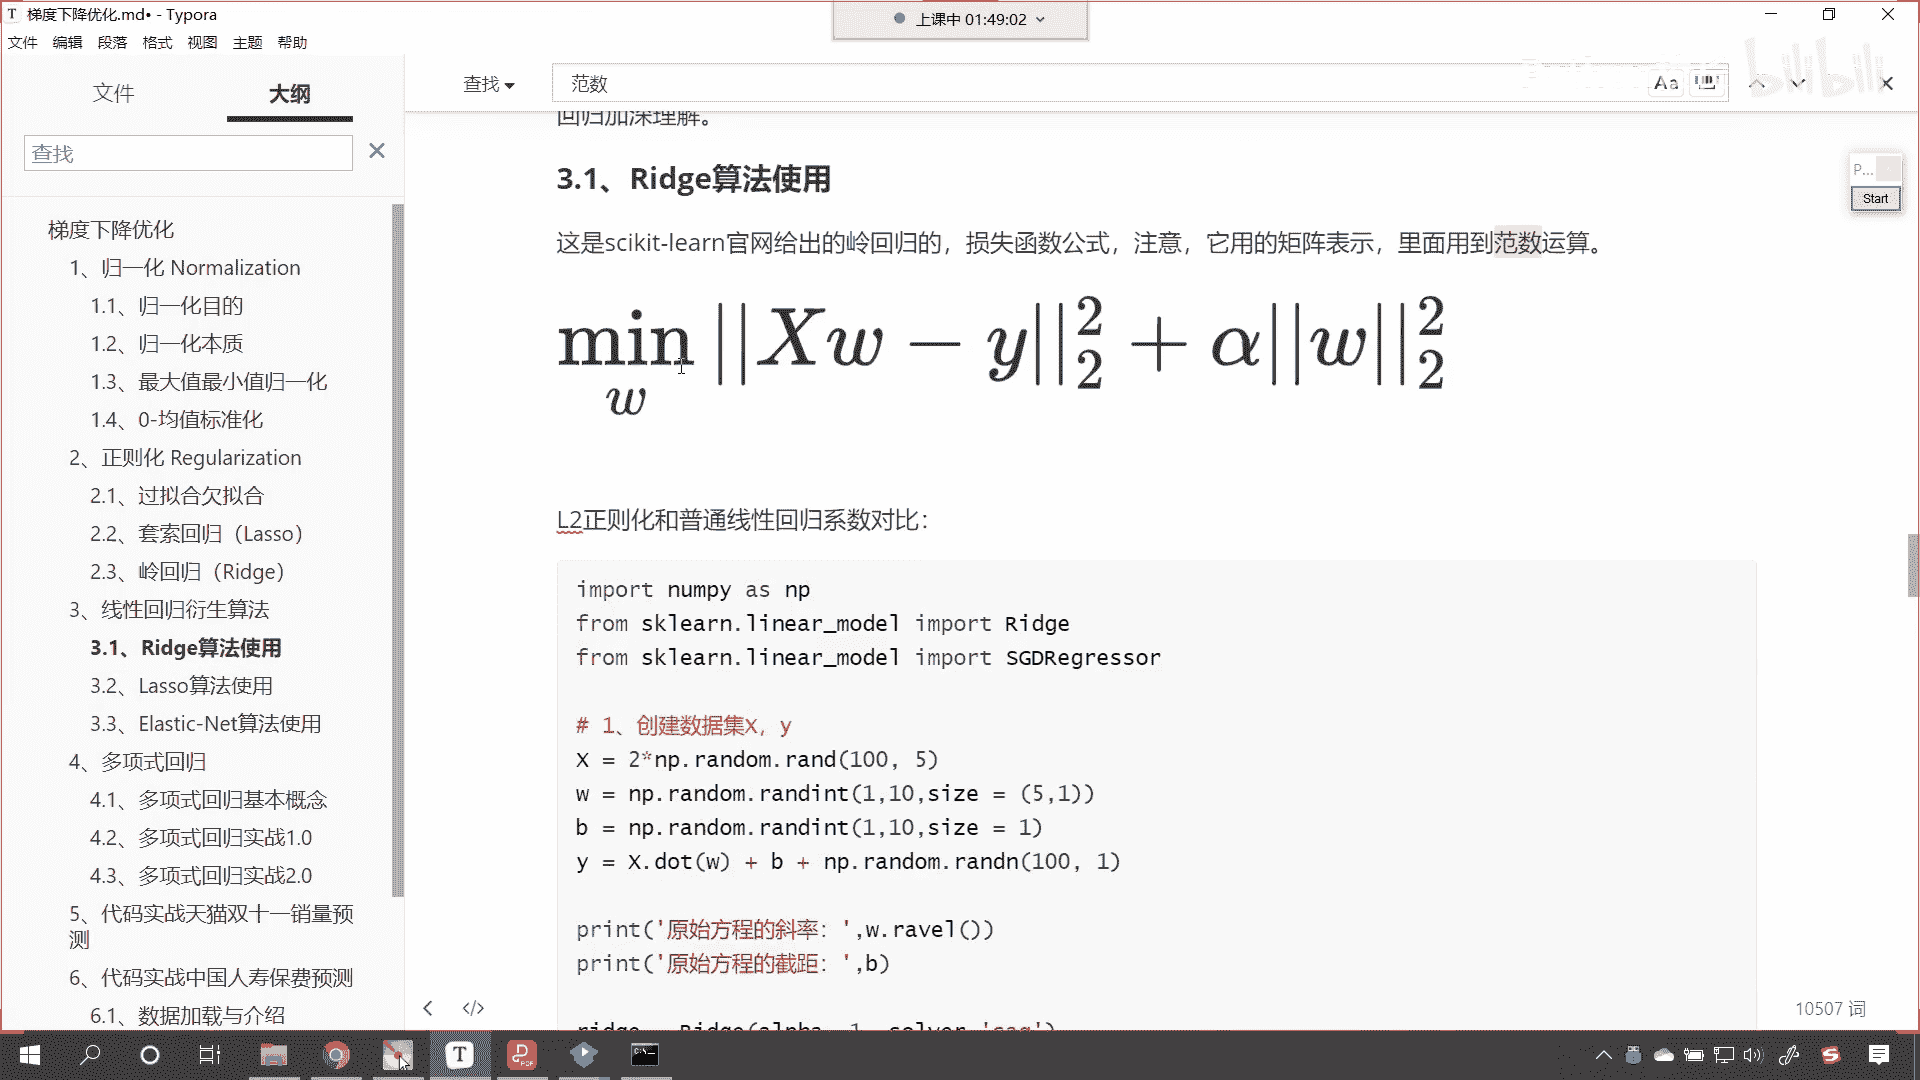 梯度下降优化.md• - Typora
上课中 01:49:02
文件 编辑 段落 格式 视图 主题 帮助
bilibili
文件 大纲
查找 范数
Aa
查找
回归加深理解。
3.1、Ridge算法使用
这是scikit-learn官网给出的岭回归的，损失函数公式，注意，它用的矩阵表示，里面用到范数运算。
min_w ||Xw − y||_2^2 + α||w||_2^2
L2正则化和普通线性回归系数对比：
import numpy as np
from sklearn.linear_model import Ridge
from sklearn.linear_model import SGDRegressor
# 1、创建数据集X，y
X = 2*np.random.rand(100, 5)
w = np.random.randint(1,10,size = (5,1))
b = np.random.randint(1,10,size = 1)
y = X.dot(w) + b + np.random.randn(100, 1)
print('原始方程的斜率：',w.ravel())
print('原始方程的截距：',b)
ridge = Ridge(alpha= 1, solver='sag')
梯度下降优化
1、归一化 Normalization
1.1、归一化目的
1.2、归一化本质
1.3、最大值最小值归一化
1.4、0-均值标准化
2、正则化 Regularization
2.1、过拟合欠拟合
2.2、套索回归（Lasso）
2.3、岭回归（Ridge）
3、线性回归衍生算法
3.1、Ridge算法使用
3.2、Lasso算法使用
3.3、Elastic-Net算法使用
4、多项式回归
4.1、多项式回归基本概念
4.2、多项式回归实战1.0
4.3、多项式回归实战2.0
5、代码实战天猫双十一销量预
测
6、代码实战中国人寿保费预测
6.1、数据加载与介绍
P...
Start
10507 词